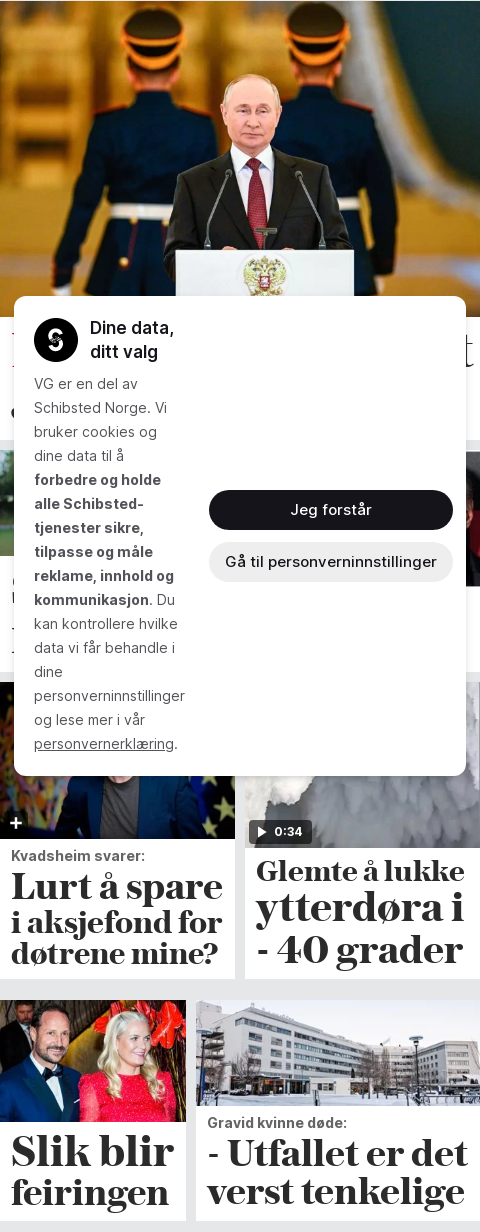 Dine data,
ditt valg
VG er en del av
Schibsted Norge. Vi
bruker cookies og
dine data til å
forbedre og holde
alle Schibsted-
tjenester sikre,
tilpasse og måle
reklame, innhold og
kommunikasjon. Du
kan kontrollere hvilke
data vi får behandle i
dine
personverninnstillinger
og lese mer i vår
personvernerklæring.
Jeg forstår
Gå til personverninnstillinger
0:34
Kvadsheim svarer:
Lurt å spare
i aksjefond for
døtrene mine?
Glemte å lukke
ytterdøra i
- 40 grader
Slik blir
feiringen
Gravid kvinne døde:
- Utfallet er det
verst tenkelige